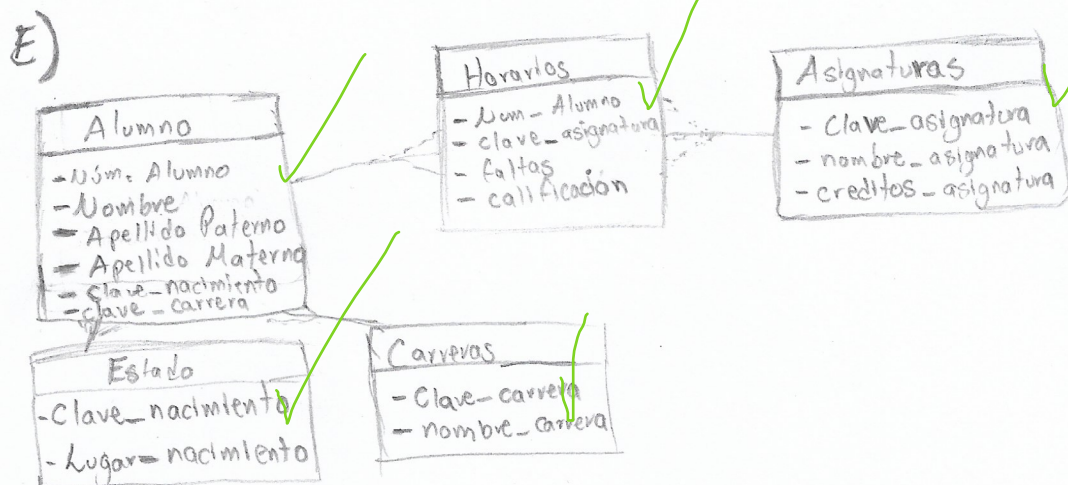 E)
Alumno
- Núm. Alumno
- Nombre
- Apellido Paterno
- Apellido Materno
- Clave_nacimiento
- clave_carrera
Horarios
- Num_Alumno
- clave_asignatura
- faltas
- calificación
Asignaturas
- Clave_asignatura
- nombre_asignatura
- creditos_asignatura
Estado
- Clave_nacimiento
- Lugar_nacimiento
Carreras
- Clave_carrera
- nombre_carrera